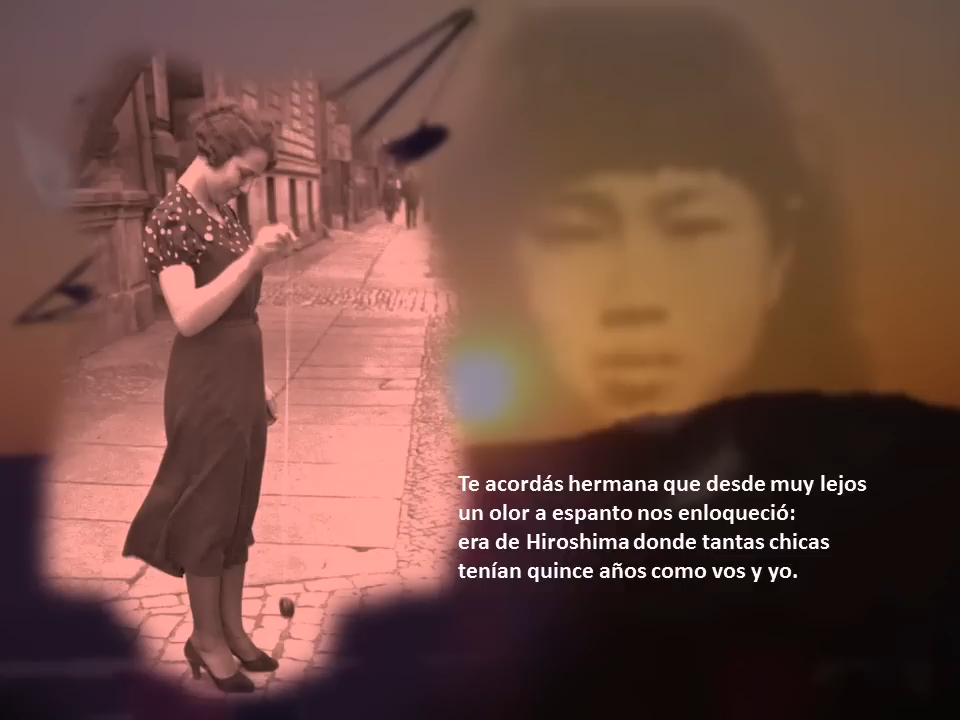 Te acordás hermana que desde muy lejos
un olor a espanto nos enloqueció:
era de Hiroshima donde tantas chicas
tenían quince años como vos y yo.